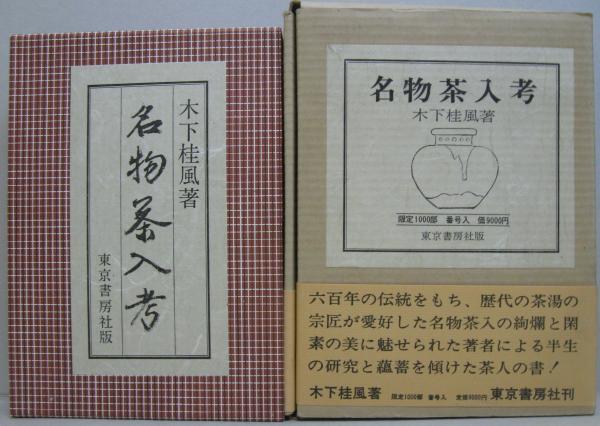 木下桂風著
名物茶入考
東京書房社版
名物茶入考
木下桂風著
限定1000部 番号入 価9000円
東京書房社版
六百年の伝統をもち、歴代の茶湯の
宗匠が愛好した名物茶入の絢爛と閑
素の美に魅せられた著者による半生
の研究と蘊蓄を傾けた茶人の書!
木下桂風著 限定1000部 番号入 定価9000円 東京書房社刊